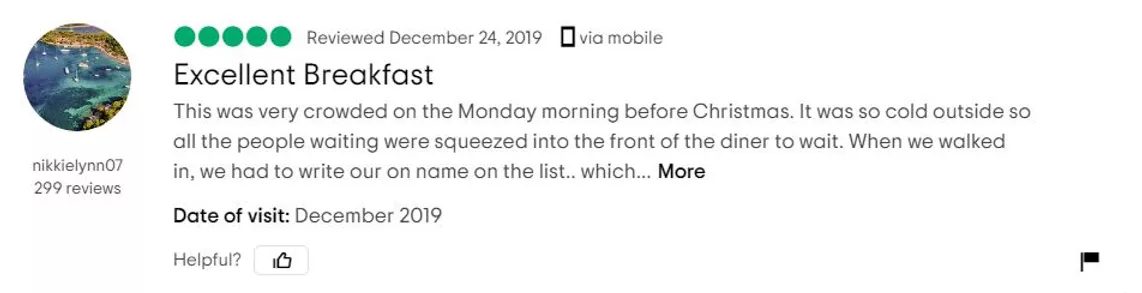 Reviewed December 24, 2019 via mobile
Excellent Breakfast
This was very crowded on the Monday morning before Christmas. It was so cold outside so
all the people waiting were squeezed into the front of the diner to wait. When we walked
in, we had to write our on name on the list.. which... More
nikkielynn07
299 reviews
Date of visit: December 2019
Helpful?